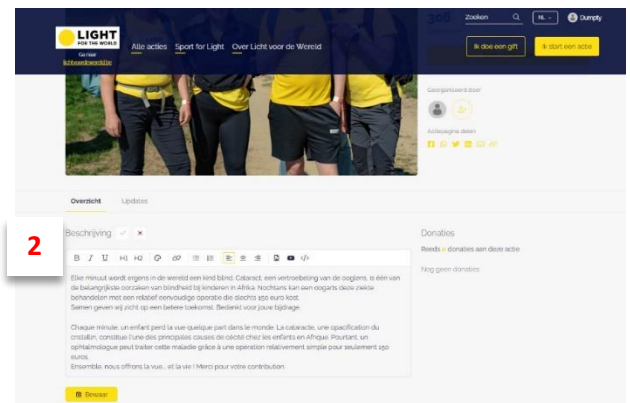 LIGHT
FOR THE WORLD
Ga naar
lichtvoordewereld.be
Alle acties Sport for Light Over Licht voor de Wereld
Zoeken
NL
Dumpty
Ik doe een gift
Ik start een actie
Georganiseerd door
Actiepagina delen
Overzicht Updates
2
Beschrijving
B I U H1 H2
Elke minuut wordt ergens in de wereld een kind blind. Cataract, een vertroebeling van de ooglens, is één van
de belangrijkste oorzaken van blindheid bij kinderen in Afrika. Nochtans kan een oogarts deze ziekte
behandelen met een relatief eenvoudige operatie die slechts 150 euro kost.
Samen geven wij zicht op een betere toekomst. Bedankt voor jouw bijdrage.
Chaque minute, un enfant perd la vue quelque part dans le monde. La cataracte, une opacification du
cristallin, constitue l'une des principales causes de cécité chez les enfants en Afrique. Pourtant, un
ophtalmologue peut traiter cette maladie grâce à une opération relativement simple pour seulement 150
euros.
Ensemble, nous offrons la vue... et la vie ! Merci pour votre contribution.
Bewaar
Donaties
Reeds 0 donaties aan deze actie
Nog geen donaties